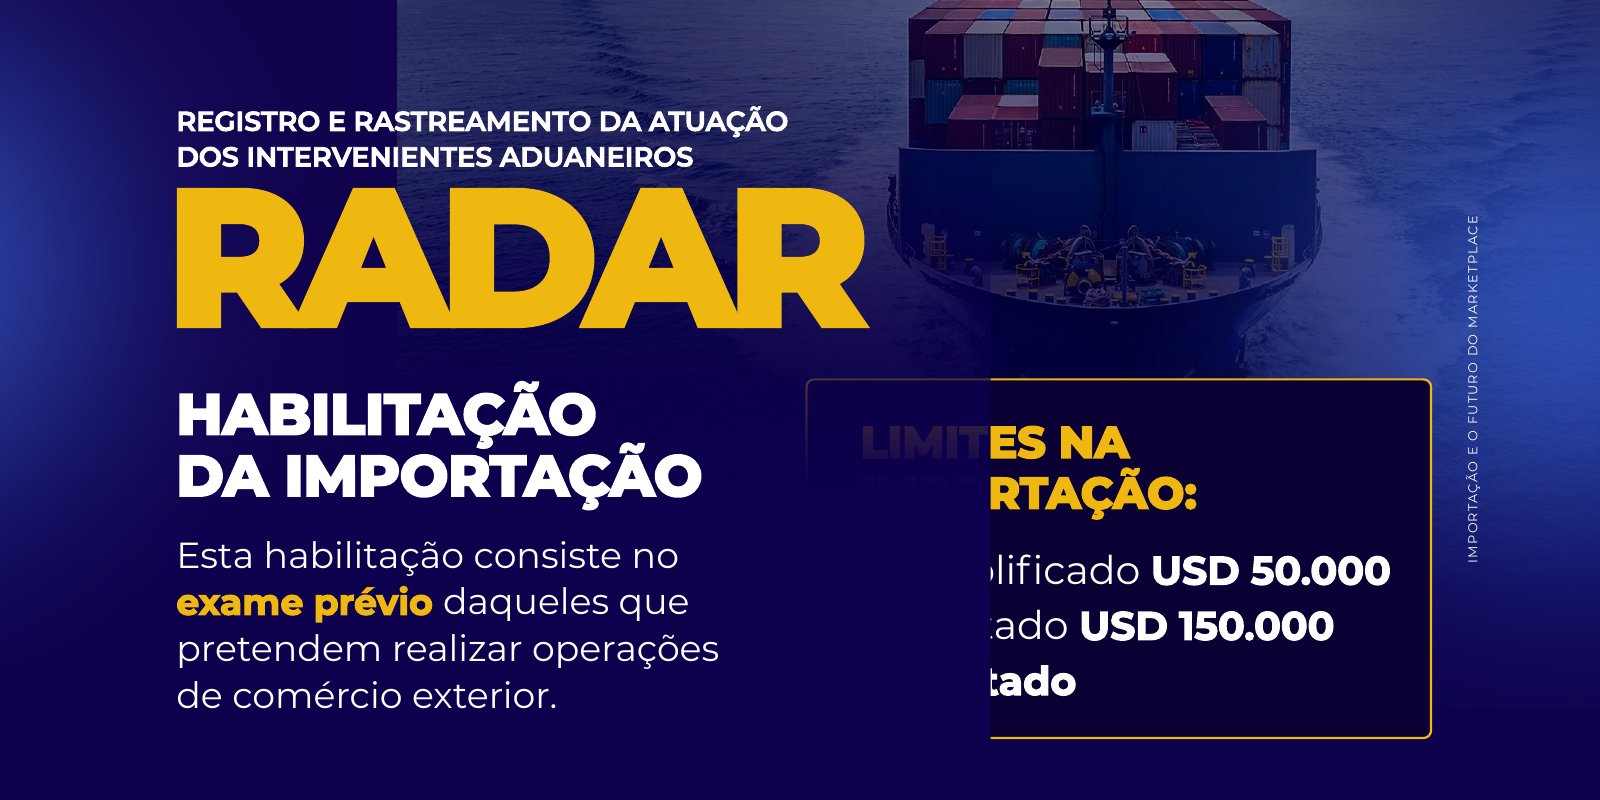 REGISTRO E RASTREAMENTO DA ATUAÇÃO
DOS INTERVENIENTES ADUANEIROS
RADAR
HABILITAÇÃO
DA IMPORTAÇÃO
Esta habilitação consiste no
exame prévio daqueles que
pretendem realizar operações
de comércio exterior.
LIMITES NA
RTAÇÃO:
lificado USD 50.000
tado USD 150.000
tado
IMPORTAÇÃO E O FUTURO DO MARKETPLACE